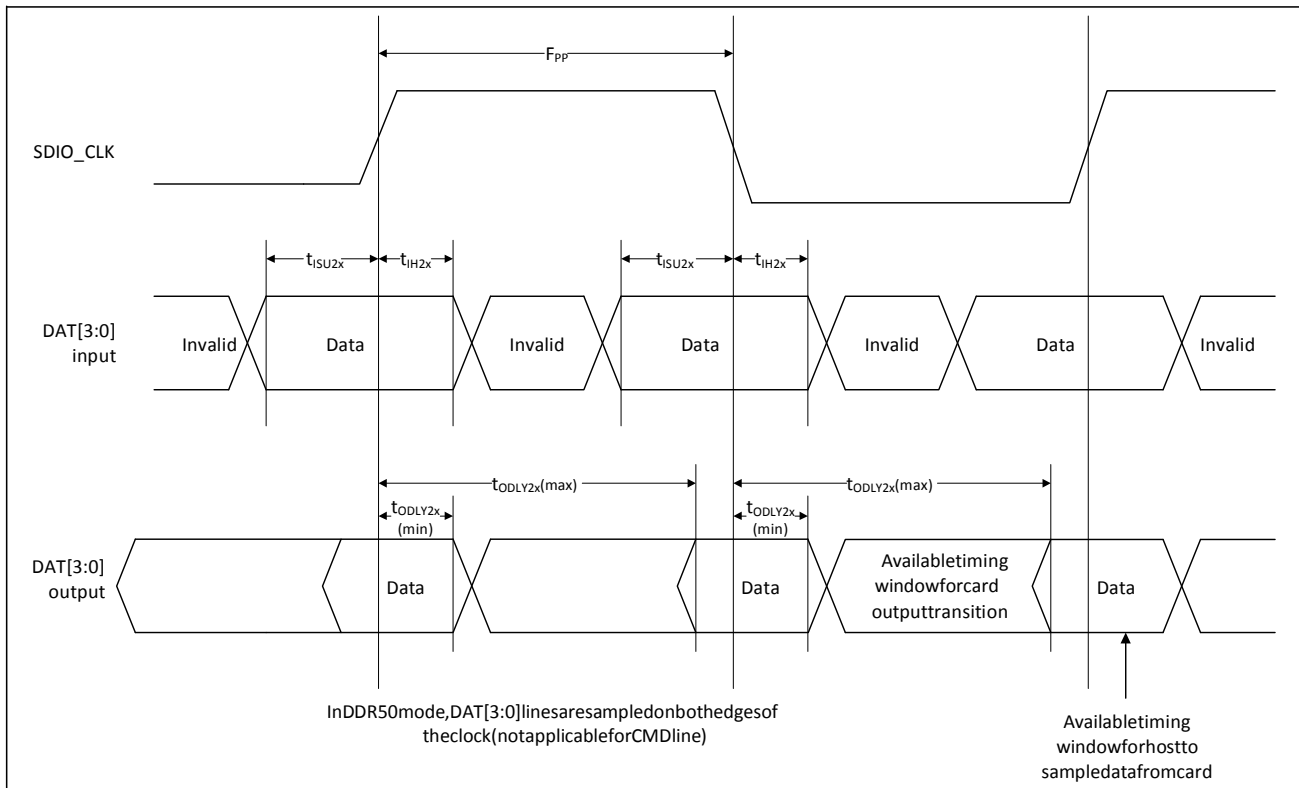 FPP
SDIO_CLK
tISU2x
tIH2x
tISU2x
tIH2x
DAT[3:0]
input
Invalid
Data
Invalid
Data
Invalid
Data
Invalid
tODLY2x(max)
tODLY2x(max)
tODLY2x
(min)
tODLY2x
(min)
DAT[3:0]
output
Data
Data
Availabletiming
windowforcard
outputtransition
Data
InDDR50mode,DAT[3:0]linesaresampledonbothedgesof
theclock(notapplicableforCMDline)
Availabletiming
windowforhostto
sampledatafromcard